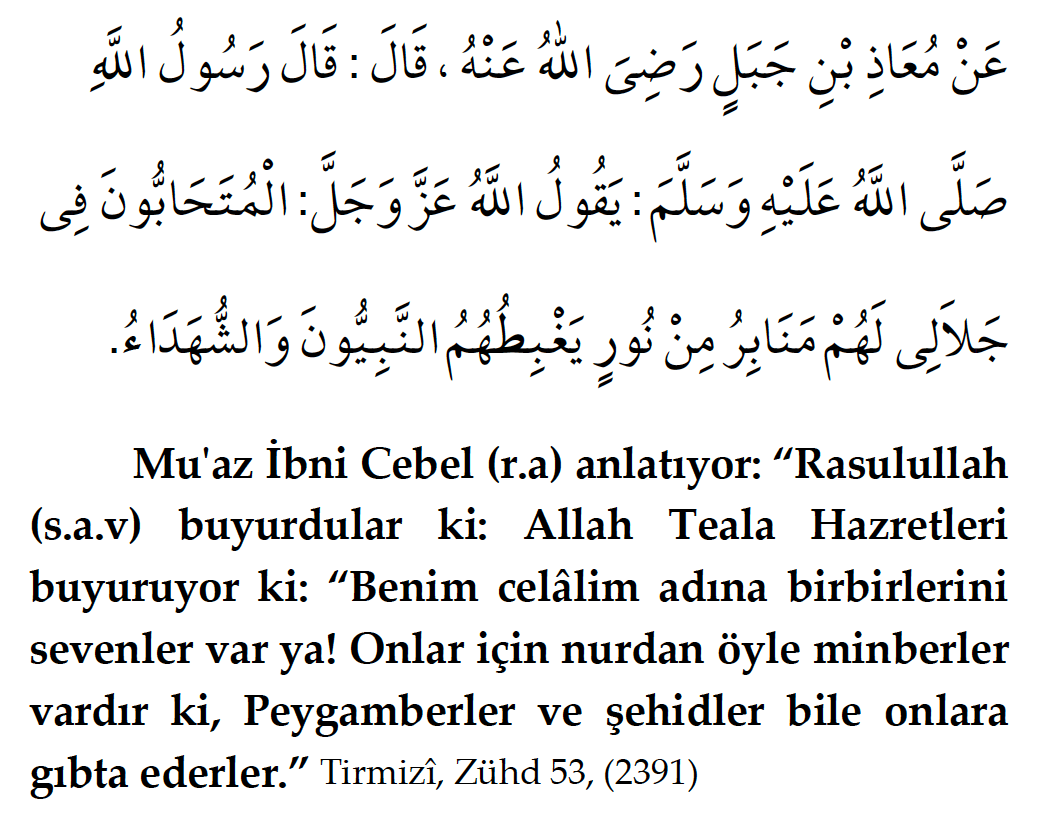 عَنْ مُعَاذِ بْنِ جَبَلٍ رَضِىَ اللهُ عَنْهُ ، قَالَ : قَالَ رَسُولُ اللَّهِ
صَلَّى اللَّهُ عَلَيْهِ وَسَلَّمَ : يَقُولُ اللَّهُ عَزَّ وَجَلَّ : الْمُتَحَابُّونَ فِى
جَلاَلِى لَهُمْ مَنَابِرُ مِنْ نُورٍ يَغْبِطُهُمُ النَّبِيُّونَ وَالشُّهَدَاءُ.
Mu'az İbni Cebel (r.a) anlatıyor: “Rasulullah
(s.a.v) buyurdular ki: Allah Teala Hazretleri
buyuruyor ki: “Benim celâlim adına birbirlerini
sevenler var ya! Onlar için nurdan öyle minberler
vardır ki, Peygamberler ve şehidler bile onlara
gıbta ederler.” Tirmizî, Zühd 53, (2391)